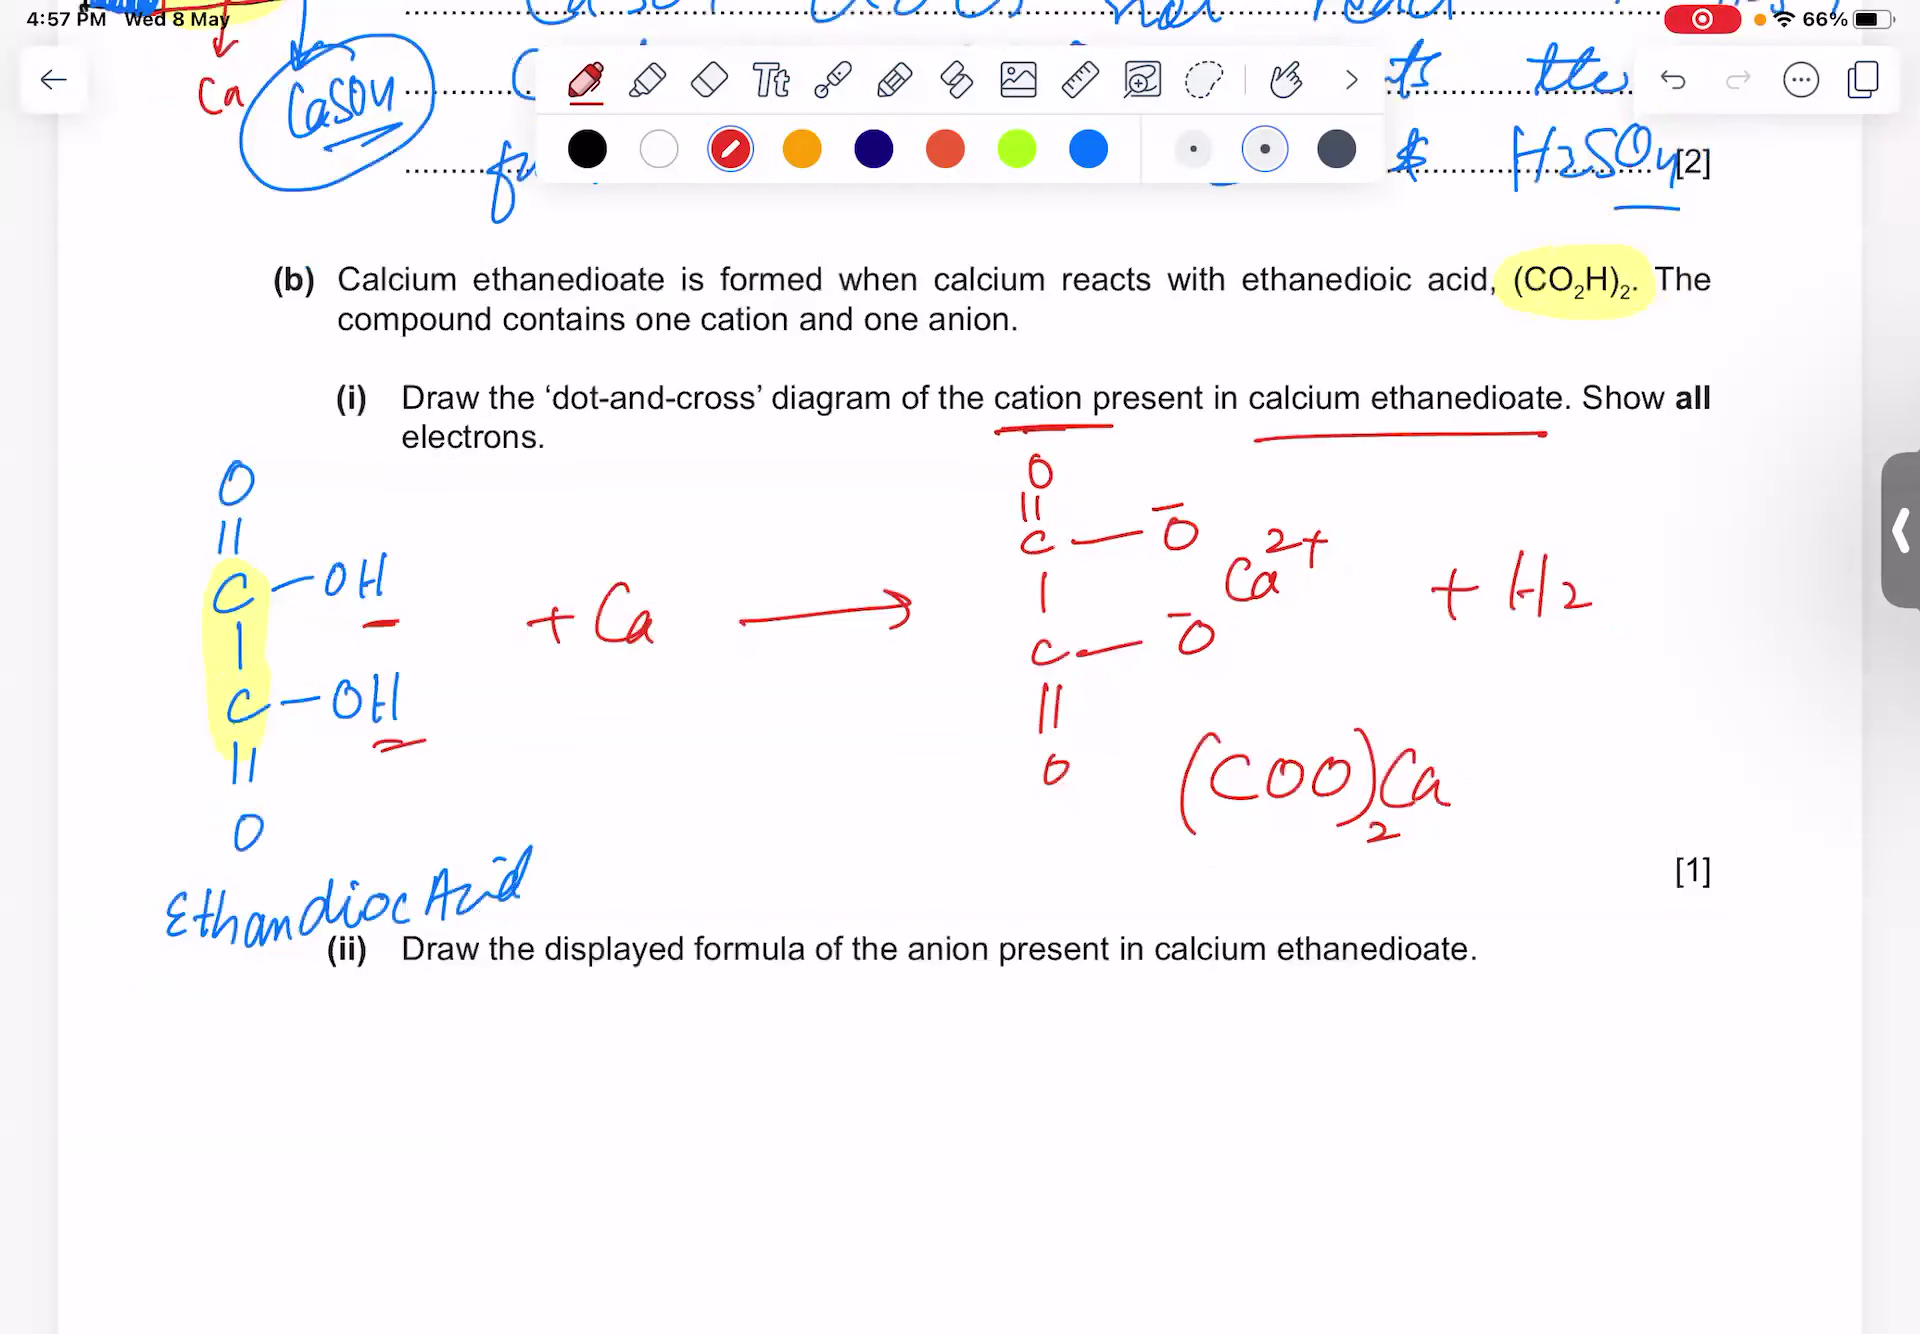 4:57 PM Wed 8 May
66%
Ca
CaSO4
Tt
the
H2SO4 [2]
(b) Calcium ethanedioate is formed when calcium reacts with ethanedioic acid, (CO₂H)₂. The
compound contains one cation and one anion.
(i) Draw the ‘dot-and-cross’ diagram of the cation present in calcium ethanedioate. Show all
electrons.
O
||
C — OH
|
C — OH
||
O
+ Ca
O
||
C — O⁻ Ca²⁺ + H2
|
C — O⁻
||
O
(COO)₂Ca
[1]
Ethandioc Acid
(ii) Draw the displayed formula of the anion present in calcium ethanedioate.